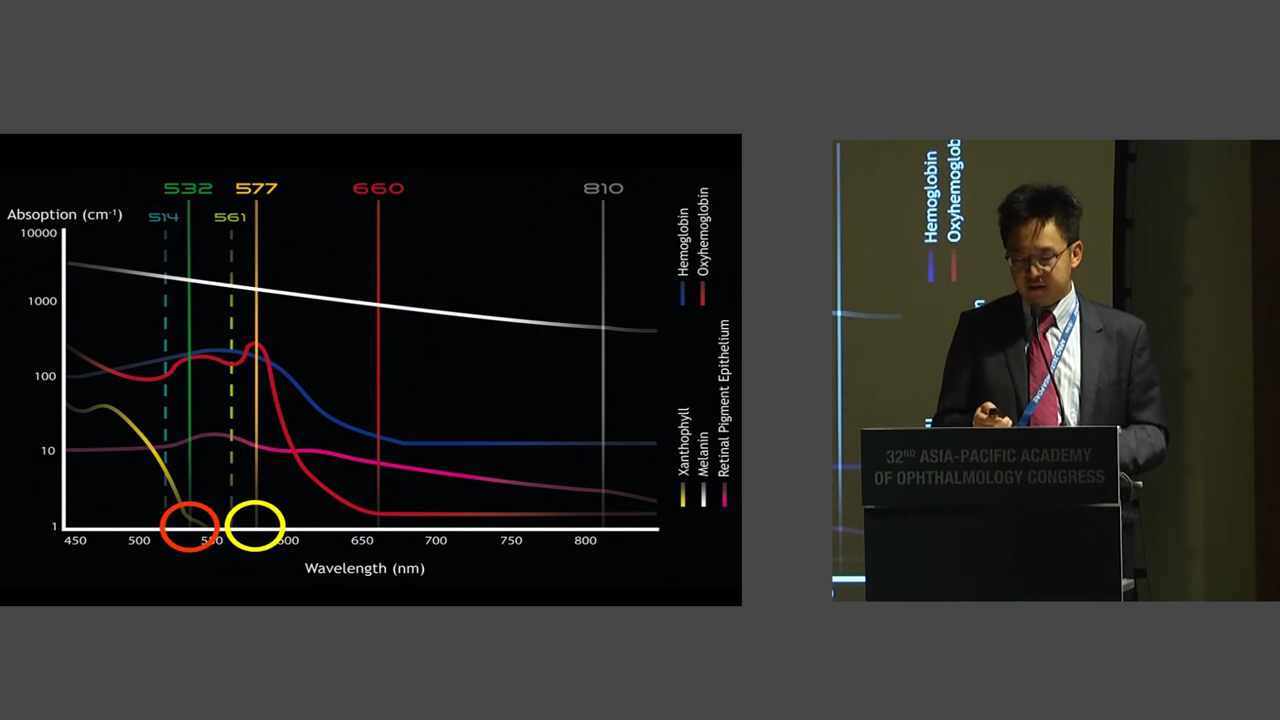 532 577 660 810
Absoption (cm-¹)
514 561
10000
1000
100
10
1
450 500 550 600 650 700 750 800
Wavelength (nm)
Hemoglobin
Oxyhemoglobin
Xanthophyll
Melanin
Retinal Pigment Epithelium
Hemoglobin
Oxyhemoglob
SINGAPORE
32ND ASIA-PACIFIC ACADEMY
OF OPHTHALMOLOGY CONGRESS